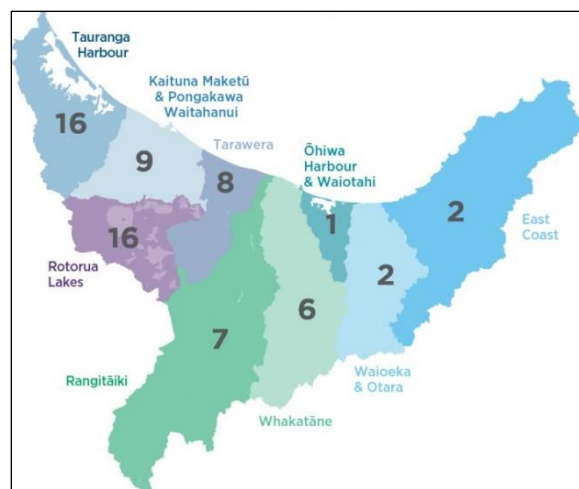 Tauranga
Harbour
Kaituna Maketū
& Pongakawa
Waitahanui
Tarawera
Ōhiwa
Harbour
& Waiotahi
16
9
8
1
2
East
Coast
16
Rotorua
Lakes
2
6
7
Rangitāiki
Waioeka
& Otara
Whakatāne